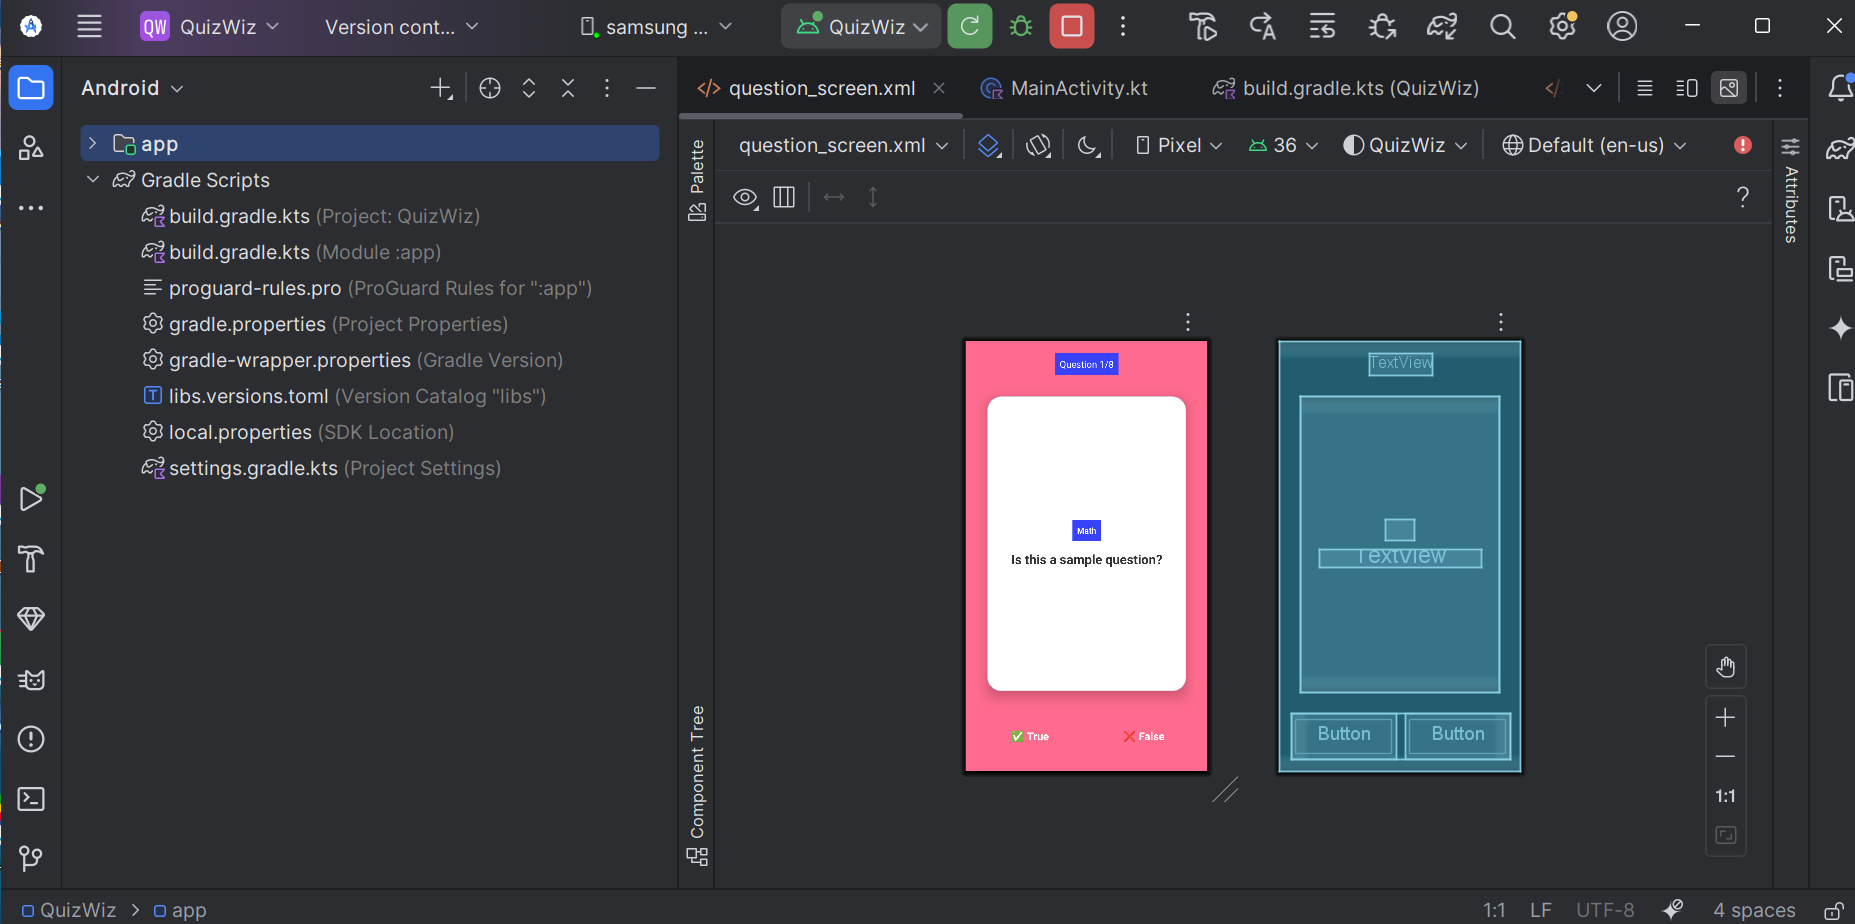 QW QuizWiz Version cont... samsung ... QuizWiz
Android
question_screen.xml MainActivity.kt build.gradle.kts (QuizWiz)
app
Gradle Scripts
build.gradle.kts (Project: QuizWiz)
build.gradle.kts (Module :app)
proguard-rules.pro (ProGuard Rules for ":app")
gradle.properties (Project Properties)
gradle-wrapper.properties (Gradle Version)
T libs.versions.toml (Version Catalog "libs")
local.properties (SDK Location)
settings.gradle.kts (Project Settings)
Palette
Component Tree
question_screen.xml Pixel 36 QuizWiz Default (en-us)
?
Attributes
Question 1/8
Math
Is this a sample question?
True False
TextView
TextView
Button Button
1:1
QuizWiz > app
1:1 LF UTF-8 4 spaces